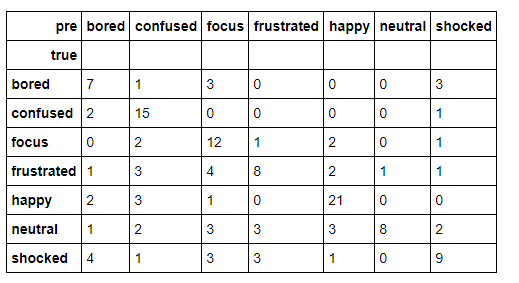 pre bored confused focus frustrated happy neutral shocked
true
bored 7 1 3 0 0 0 3
confused 2 15 0 0 0 0 1
focus 0 2 12 1 2 0 1
frustrated 1 3 4 8 2 1 1
happy 2 3 1 0 21 0 0
neutral 1 2 3 3 3 8 2
shocked 4 1 3 3 1 0 9